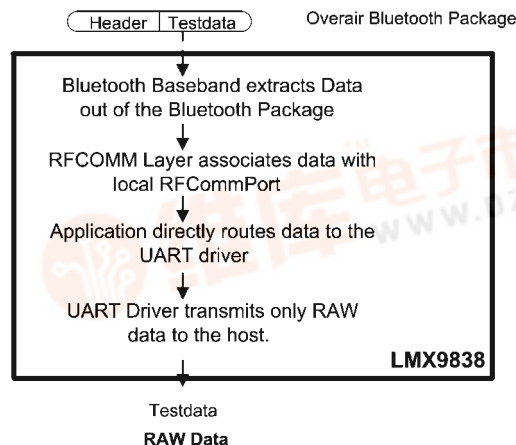 Header Testdata Overair Bluetooth Package
Bluetooth Baseband extracts Data
out of the Bluetooth Package
RFCOMM Layer associates data with
local RFCommPort
Application directly routes data to the
UART driver
UART Driver transmits only RAW
data to the host.
LMX9838
Testdata
RAW Data